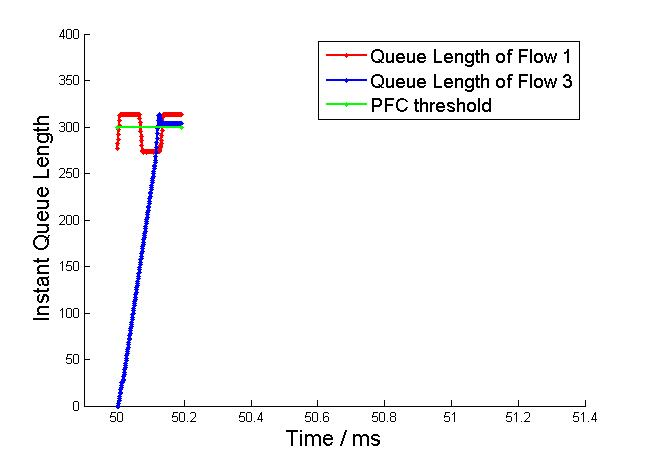 Queue Length of Flow 1
Queue Length of Flow 3
PFC threshold
400
350
300
250
200
150
100
50
0
Instant Queue Length
50 50.2 50.4 50.6 50.8 51 51.2 51.4
Time / ms